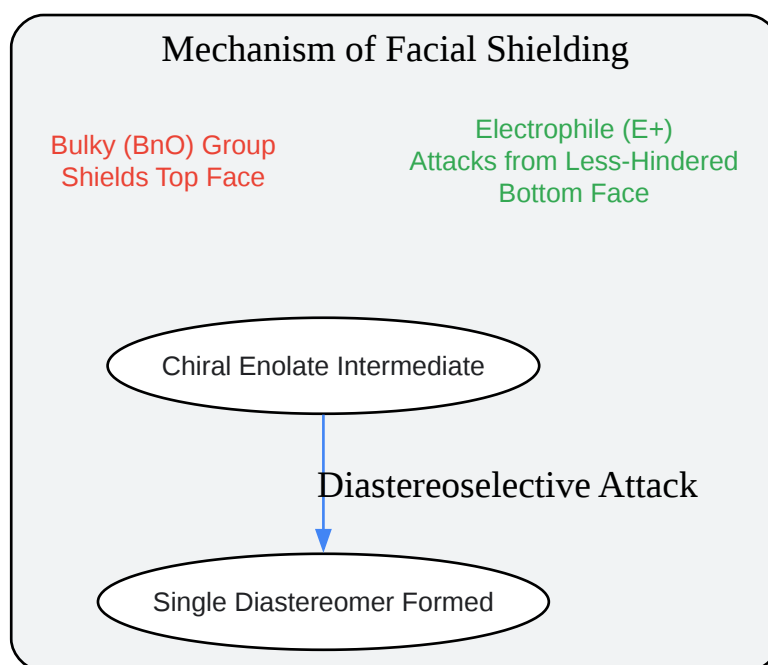 Mechanism of Facial Shielding
Bulky (BnO) Group
Shields Top Face
Electrophile (E+)
Attacks from Less-Hindered
Bottom Face
Chiral Enolate Intermediate
Diastereoselective Attack
Single Diastereomer Formed